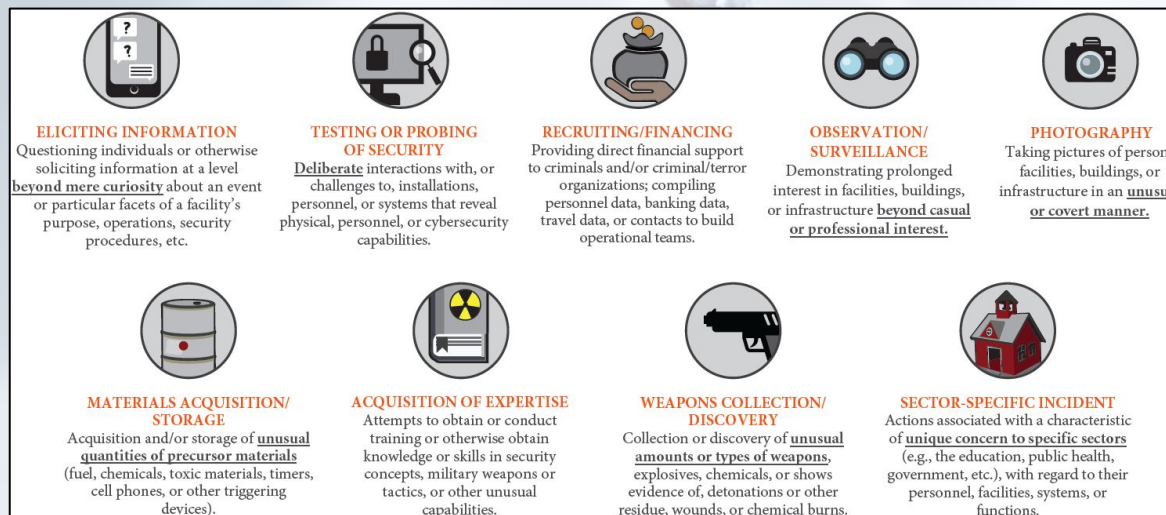 ?
?
ELICITING INFORMATION
Questioning individuals or otherwise
soliciting information at a level
beyond mere curiosity about an event
or particular facets of a facility's
purpose, operations, security
procedures, etc.
TESTING OR PROBING
OF SECURITY
Deliberate interactions with, or
challenges to, installations,
personnel, or systems that reveal
physical, personnel, or cybersecurity
capabilities.
RECRUITING/FINANCING
Providing direct financial support
to criminals and/or criminal/terror
organizations; compiling
personnel data, banking data,
travel data, or contacts to build
operational teams.
OBSERVATION/
SURVEILLANCE
Demonstrating prolonged
interest in facilities, buildings,
or infrastructure beyond casual
or professional interest.
PHOTOGRAPHY
Taking pictures of
facilities, buildings, or
infrastructure in an
or covert manner.
MATERIALS ACQUISITION/
STORAGE
Acquisition and/or storage of unusual
quantities of precursor materials
(fuel, chemicals, toxic materials, timers,
cell phones, or other triggering
devices).
ACQUISITION OF EXPERTISE
Attempts to obtain or conduct
training or otherwise obtain
knowledge or skills in security
concepts, military weapons or
tactics, or other unusual
capabilities.
WEAPONS COLLECTION/
DISCOVERY
Collection or discovery of unusual
amounts or types of weapons,
explosives, chemicals, or shows
evidence of, detonations or other
residue, wounds, or chemical burns.
SECTOR-SPECIFIC INCIDENT
Actions associated with a characteristic
of unique concern to specific sectors
(e.g., the education, public health,
government, etc.), with regard to their
personnel, facilities, systems, or
functions.